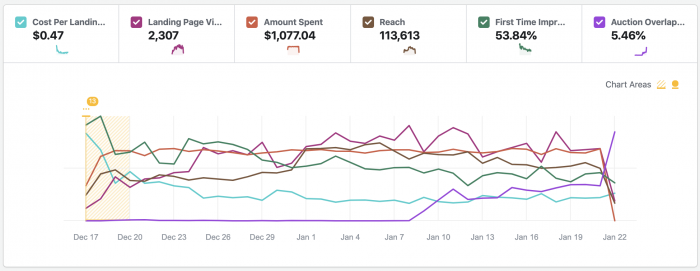 Cost Per Landin...
$0.47
Landing Page Vi...
2,307
Amount Spent
$1,077.04
Reach
113,613
First Time Impr...
53.84%
Auction Overlap...
5.46%
Chart Areas
13
Dec 17 Dec 20 Dec 23 Dec 26 Dec 29 Jan 1 Jan 4 Jan 7 Jan 10 Jan 13 Jan 16 Jan 19 Jan 22